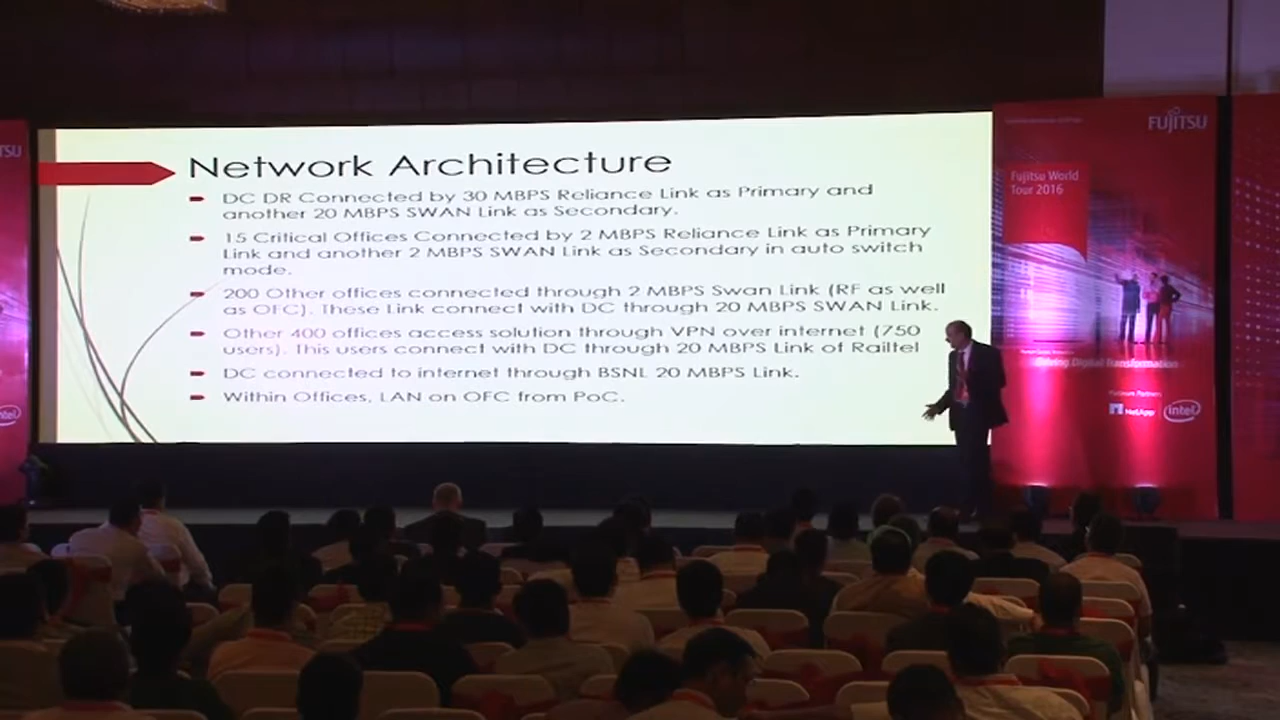 Network Architecture
DC DR Connected by 30 MBPS Reliance Link as Primary and
another 20 MBPS SWAN Link as Secondary.
15 Critical Offices Connected by 2 MBPS Reliance Link as Primary
Link and another 2 MBPS SWAN Link as Secondary in auto switch
mode.
200 Other offices connected through 2 MBPS Swan Link (RF as well
as OFC). These Link connect with DC through 20 MBPS SWAN Link.
Other 400 offices access solution through VPN over internet (750
users). This users connect with DC through 20 MBPS Link of Railtel
DC connected to internet through BSNL 20 MBPS Link.
Within Offices, LAN on OFC from PoC.
FUJITSU
Fujitsu World
Tour 2016
Driving Digital Transformation
Platinum Partners
NetApp
intel
TSU
ntel